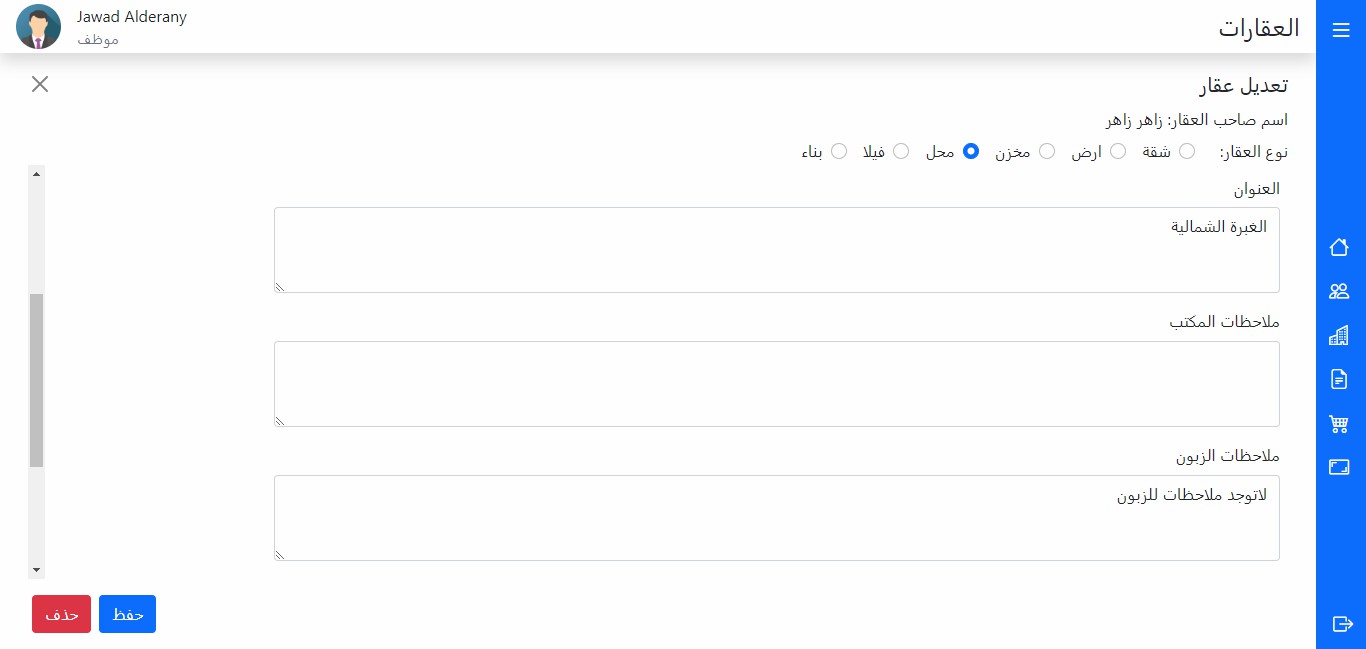 العقارات
Jawad Alderany
موظف
تعديل عقار
اسم صاحب العقار: زاهر زاهر
نوع العقار: شقة ارض مخزن محل فيلا بناء
العنوان
الغبرة الشمالية
ملاحظات المكتب
ملاحظات الزبون
لاتوجد ملاحظات للزبون
حفظ
حذف